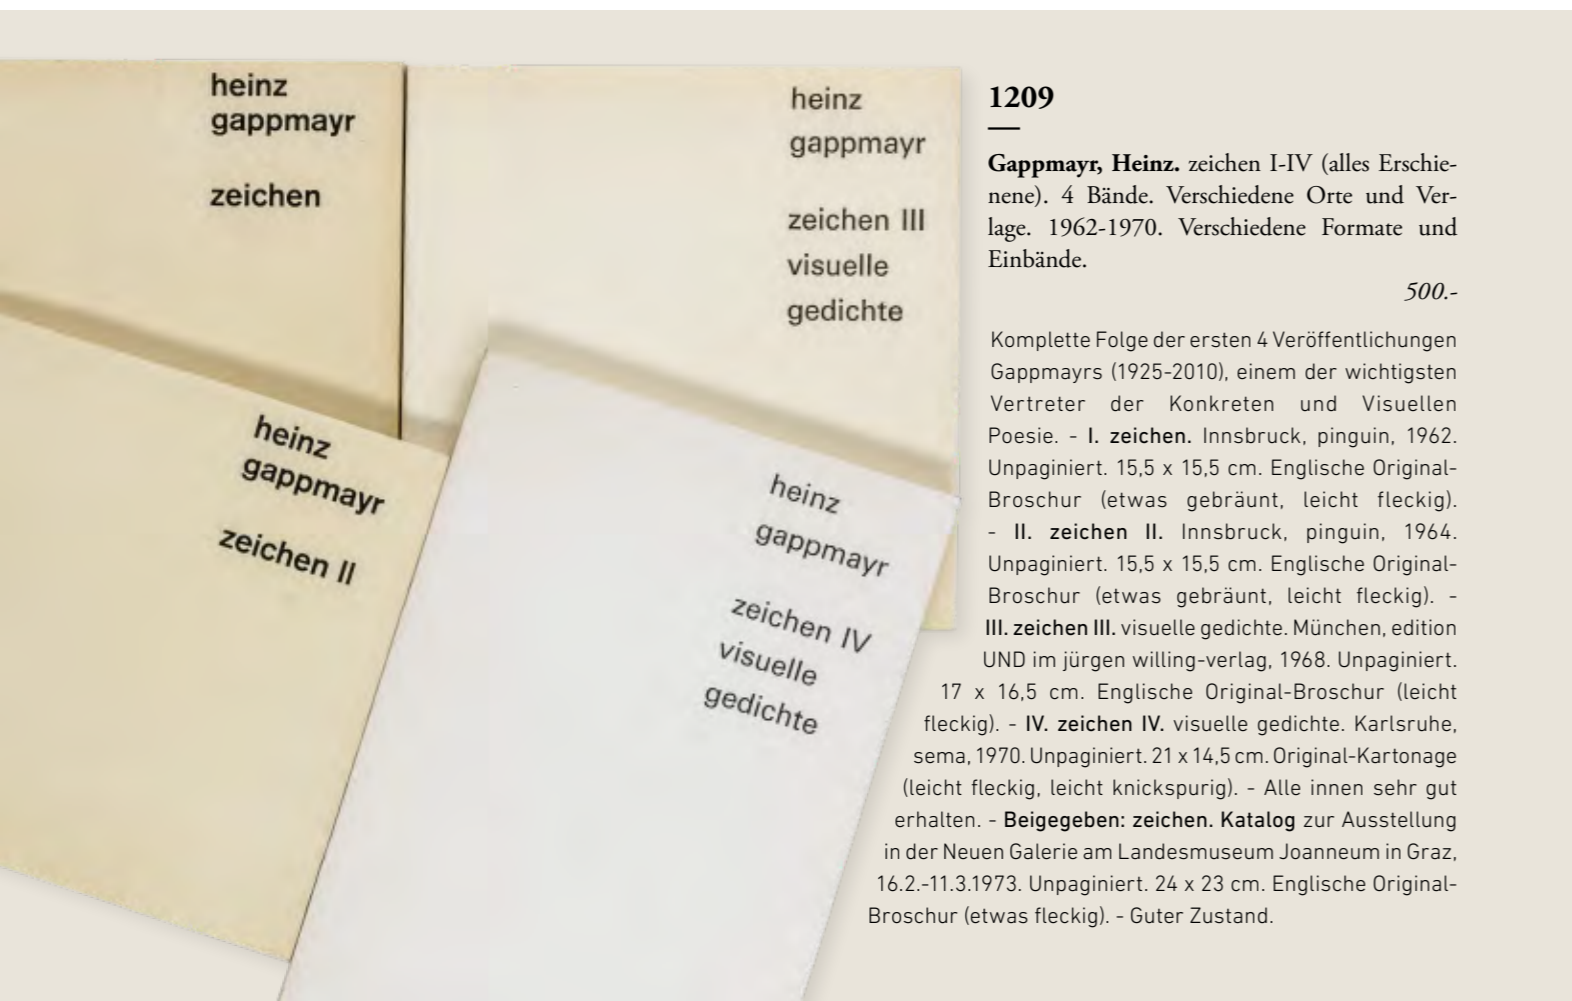 heinz
gappmayr
zeichen
heinz
gappmayr
zeichen III
visuelle
gedichte
heinz
gappmayr
zeichen II
heinz
gappmayr
zeichen IV
visuelle
gedichte
1209
Gappmayr, Heinz. zeichen I-IV (alles Erschie-
nene). 4 Bände. Verschiedene Orte und Ver-
lage. 1962-1970. Verschiedene Formate und
Einbände.
500.-
Komplette Folge der ersten 4 Veröffentlichungen
Gappmayrs (1925-2010), einem der wichtigsten
Vertreter der Konkreten und Visuellen
Poesie. - I. zeichen. Innsbruck, pinguin, 1962.
Unpaginiert. 15,5 x 15,5 cm. Englische Original-
Broschur (etwas gebräunt, leicht fleckig).
- II. zeichen II. Innsbruck, pinguin, 1964.
Unpaginiert. 15,5 x 15,5 cm. Englische Original-
Broschur (etwas gebräunt, leicht fleckig). -
III. zeichen III. visuelle gedichte. München, edition
UND im jürgen willing-verlag, 1968. Unpaginiert.
17 x 16,5 cm. Englische Original-Broschur (leicht
fleckig). - IV. zeichen IV. visuelle gedichte. Karlsruhe,
sema, 1970. Unpaginiert. 21 x 14,5 cm. Original-Kartonage
(leicht fleckig, leicht knickspurig). - Alle innen sehr gut
erhalten. - Beigegeben: zeichen. Katalog zur Ausstellung
in der Neuen Galerie am Landesmuseum Joanneum in Graz,
16.2.-11.3.1973. Unpaginiert. 24 x 23 cm. Englische Original-
Broschur (etwas fleckig). - Guter Zustand.